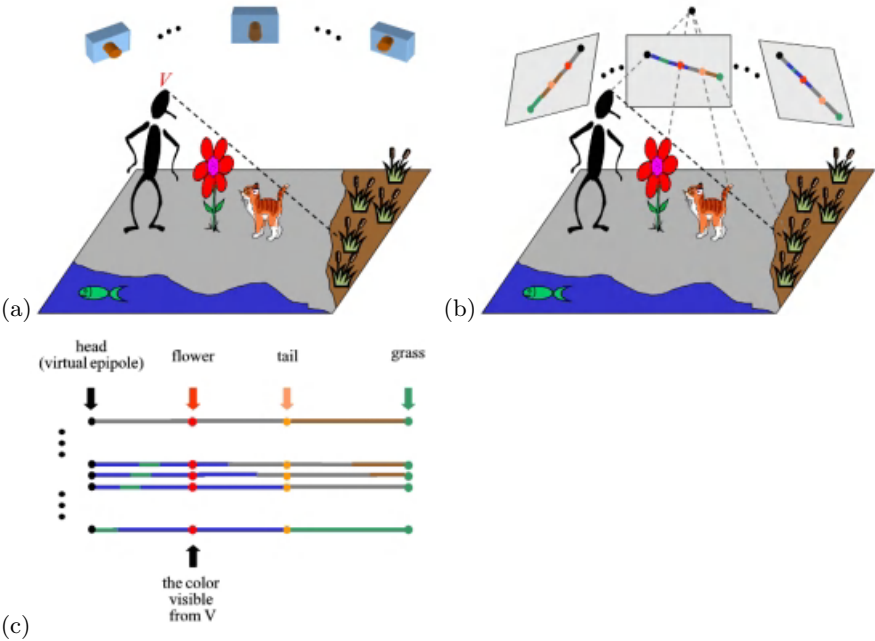 V
(a)
(b)
head
(virtual epipole)
flower
tail
grass
the color
visible
from V
(c)